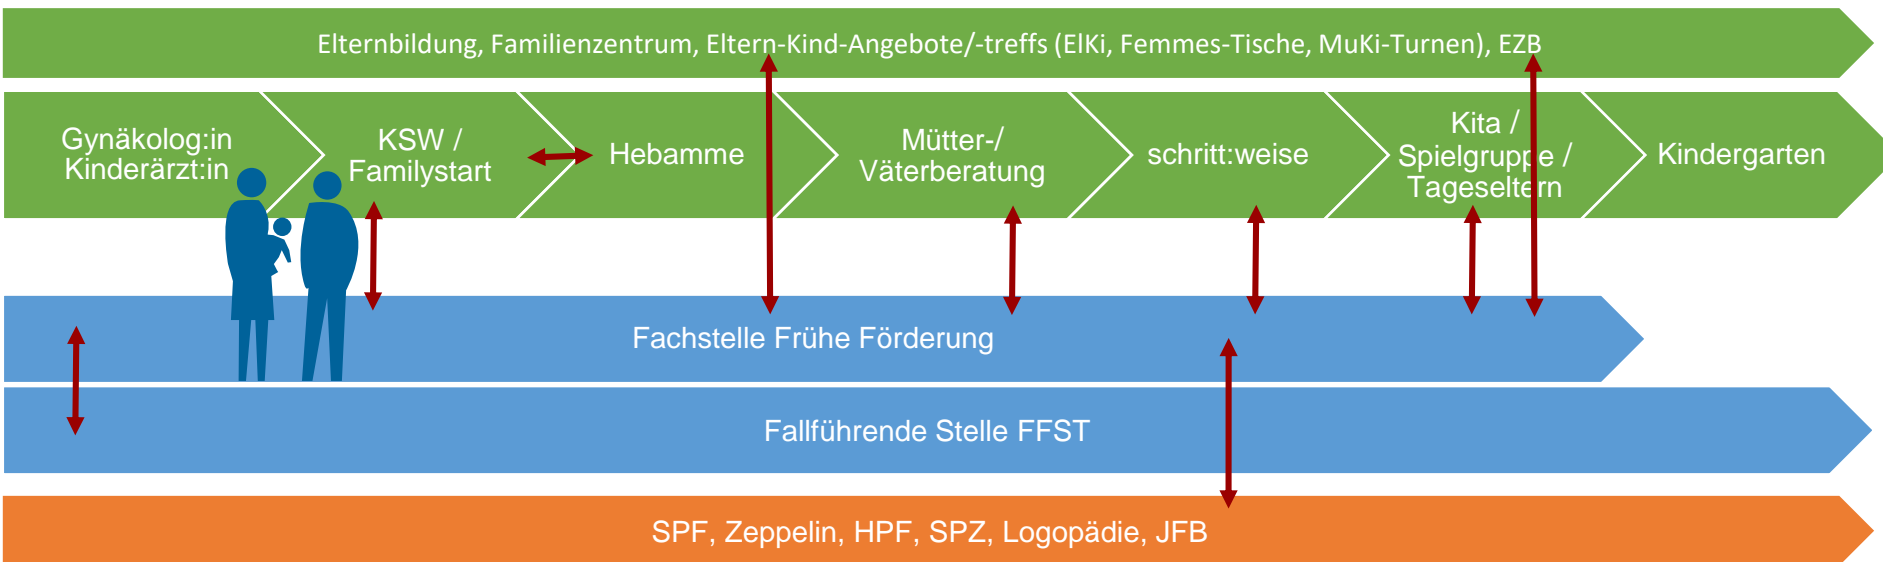 Elternbildung, Familienzentrum, Eltern-Kind-Angebote/-treffs (ElKi, Femmes-Tische, MuKi-Turnen), EZB
Gynäkolog:in
Kinderärzt:in
KSW /
Familystart
Hebamme
Mütter-/
Väterberatung
schritt:weise
Kita /
Spielgruppe /
Tageseltern
Kindergarten
Fachstelle Frühe Förderung
Fallführende Stelle FFST
SPF, Zeppelin, HPF, SPZ, Logopädie, JFB